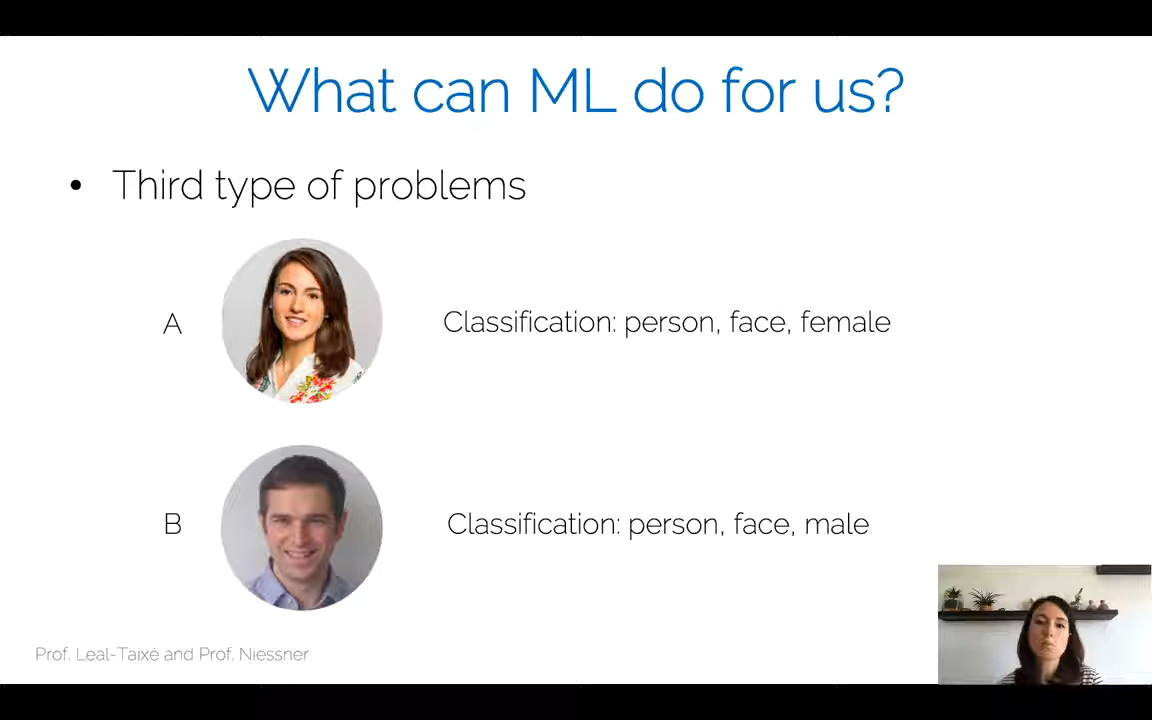 What can ML do for us?
• Third type of problems
A
Classification: person, face, female
B
Classification: person, face, male
Prof. Leal-Taixé and Prof. Niessner